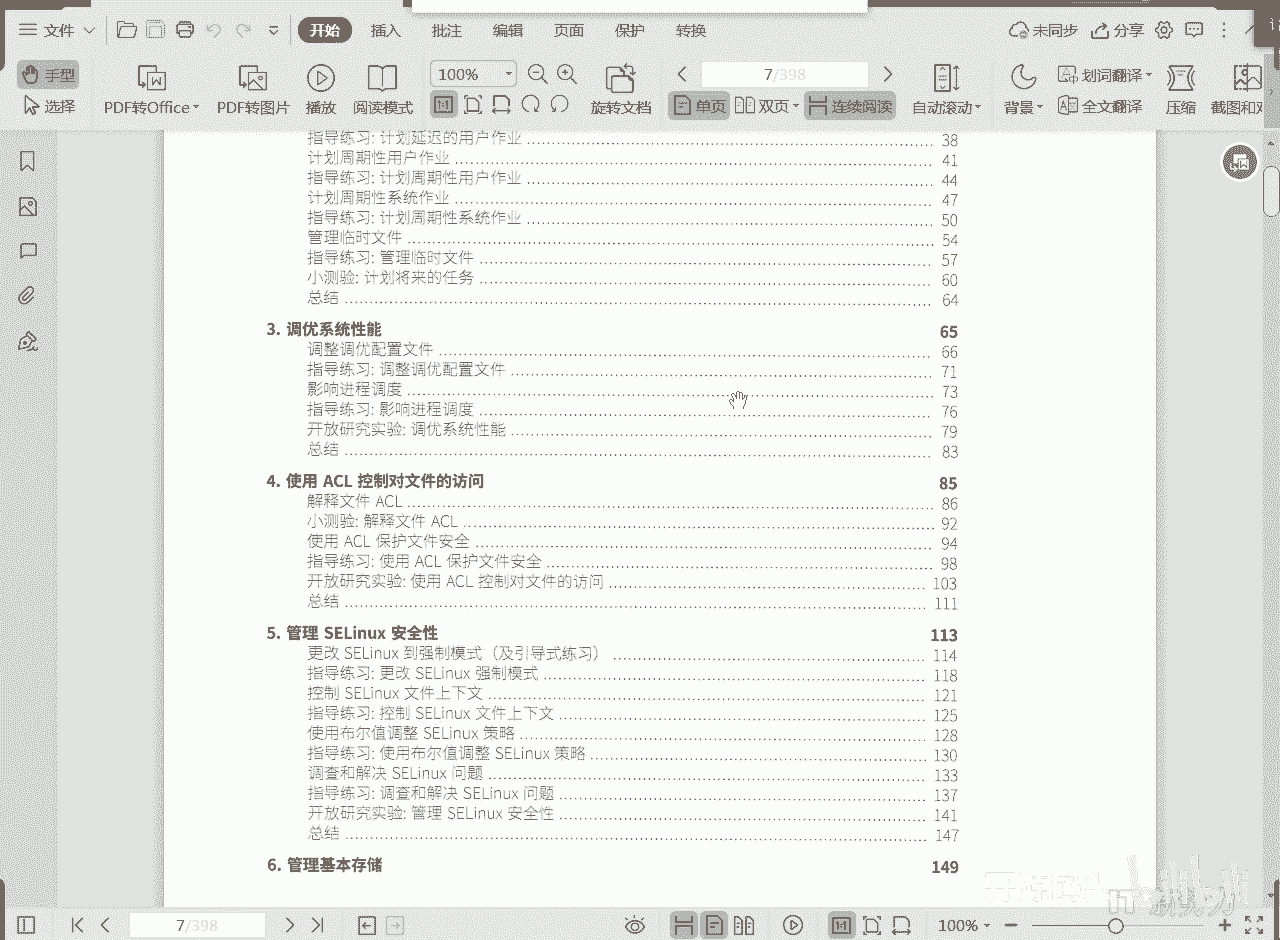 文件
开始 插入 批注 编辑 页面 保护 转换
未同步 分享
手型
选择
PDF转Office
PDF转图片
播放
阅读模式
100%
旋转文档
7/398
单页 双页 连续阅读
自动滚动
背景
划词翻译
全文翻译
压缩
截图和对
指导练习: 计划延迟的用户作业 38
计划周期性用户作业 41
指导练习: 计划周期性用户作业 44
计划周期性系统作业 47
指导练习: 计划周期性系统作业 50
管理临时文件 54
指导练习: 管理临时文件 57
小测验: 计划将来的任务 60
总结 64
3. 调优系统性能 65
调整调优配置文件 66
指导练习: 调整调优配置文件 71
影响进程调度 73
指导练习: 影响进程调度 76
开放研究实验: 调优系统性能 79
总结 83
4. 使用 ACL 控制对文件的访问 85
解释文件 ACL 86
小测验: 解释文件 ACL 92
使用 ACL 保护文件安全 94
指导练习: 使用 ACL 保护文件安全 98
开放研究实验: 使用 ACL 控制对文件的访问 103
总结 111
5. 管理 SELinux 安全性 113
更改 SELinux 到强制模式（及引导式练习） 114
指导练习: 更改 SELinux 强制模式 118
控制 SELinux 文件上下文 121
指导练习: 控制 SELinux 文件上下文 125
使用布尔值调整 SELinux 策略 128
指导练习: 使用布尔值调整 SELinux 策略 130
调查和解决 SELinux 问题 133
指导练习: 调查和解决 SELinux 问题 137
开放研究实验: 管理 SELinux 安全性 141
总结 147
6. 管理基本存储 149
7/398
100%